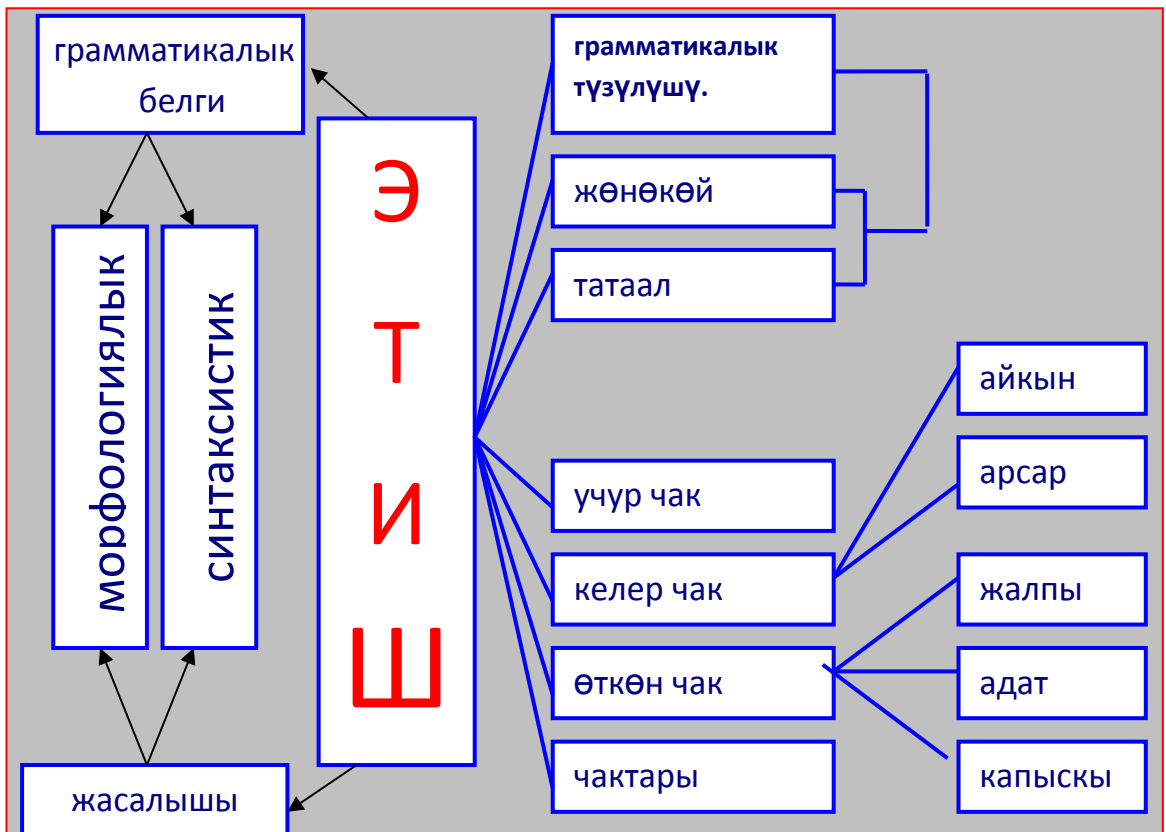 грамматикалык
белги
морфологиялык
синтаксистик
жасалышы
Э
Т
И
Ш
грамматикалык
түзүлүшү.
жөнөкөй
татаал
учур чак
келер чак
өткөн чак
чактары
айкын
арсар
жалпы
адат
капыскы